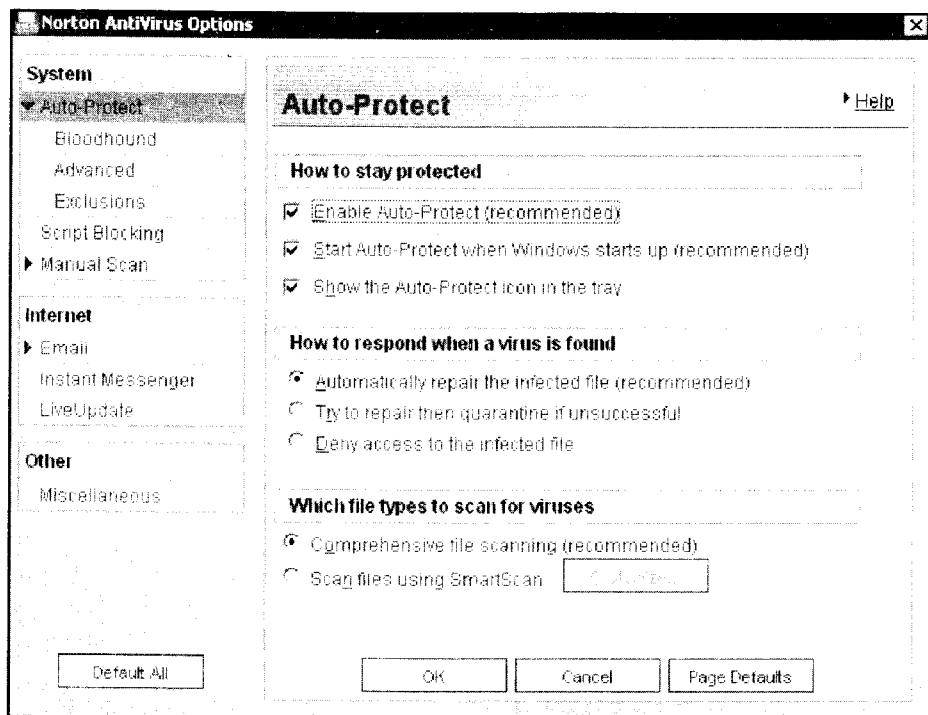 Norton AntiVirus Options
System
Auto-Protect
Bloodhound
Advanced
Exclusions
Script Blocking
Manual Scan
Internet
Email
Instant Messenger
LiveUpdate
Other
Miscellaneous
Default All
Auto-Protect
Help
How to stay protected
Enable Auto-Protect (recommended)
Start Auto-Protect when Windows starts up (recommended)
Show the Auto-Protect icon in the tray
How to respond when a virus is found
Automatically repair the infected file (recommended)
Try to repair then quarantine if unsuccessful
Deny access to the infected file
Which file types to scan for viruses
Comprehensive file scanning (recommended)
Scan files using SmartScan
OK
Cancel
Page Defaults